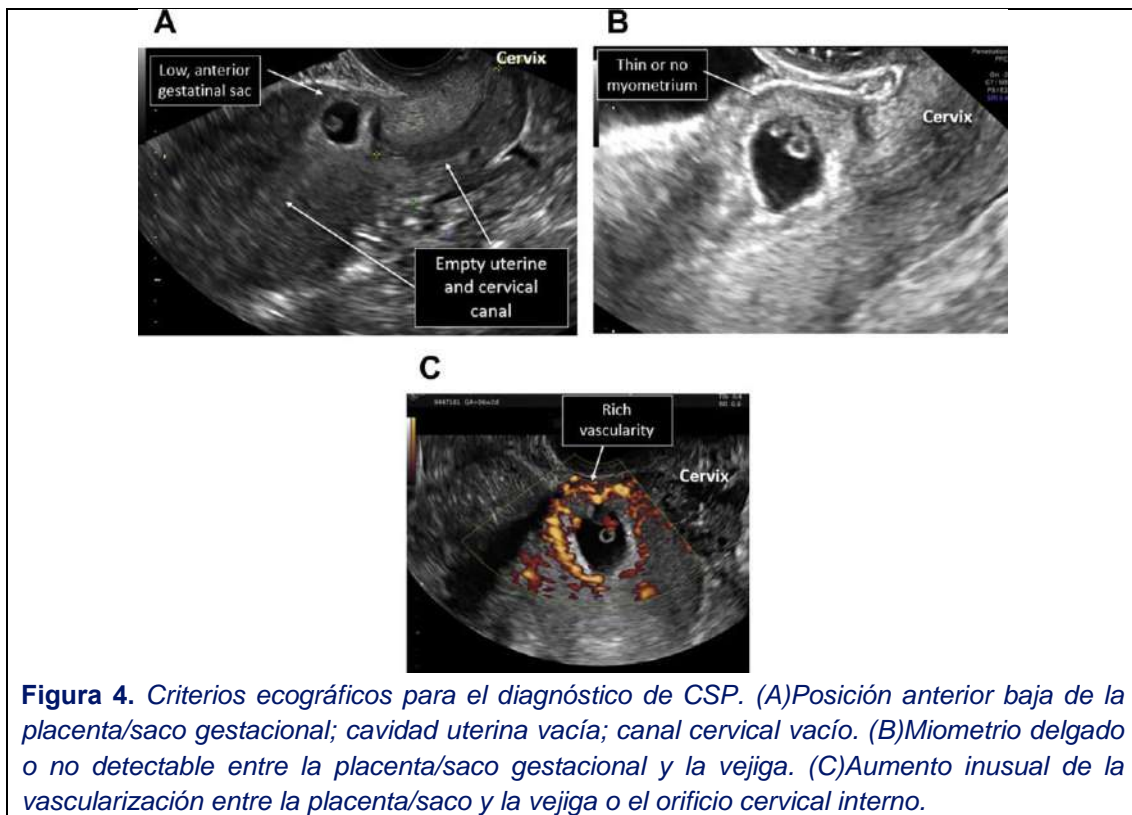 A
Low, anterior
gestatinal sac
Cervix
Empty uterine
and cervical
canal
B
Thin or no
myometrium
Cervix
C
Rich
vascularity
Cervix
Figura 4. Criterios ecográficos para el diagnóstico de CSP. (A)Posición anterior baja de la
placenta/saco gestacional; cavidad uterina vacía; canal cervical vacío. (B)Miometrio delgado
o no detectable entre la placenta/saco gestacional y la vejiga. (C)Aumento inusual de la
vascularización entre la placenta/saco y la vejiga o el orificio cervical interno.